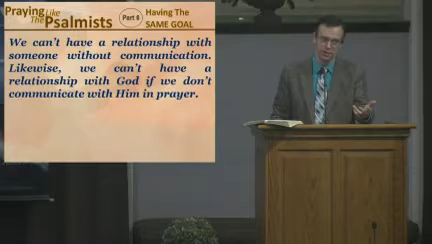 Praying Like The Psalmists Part 9 Having The SAME GOAL
We can't have a relationship with
someone without communication.
Likewise, we can't have a
relationship with God if we don't
communicate with Him in prayer.